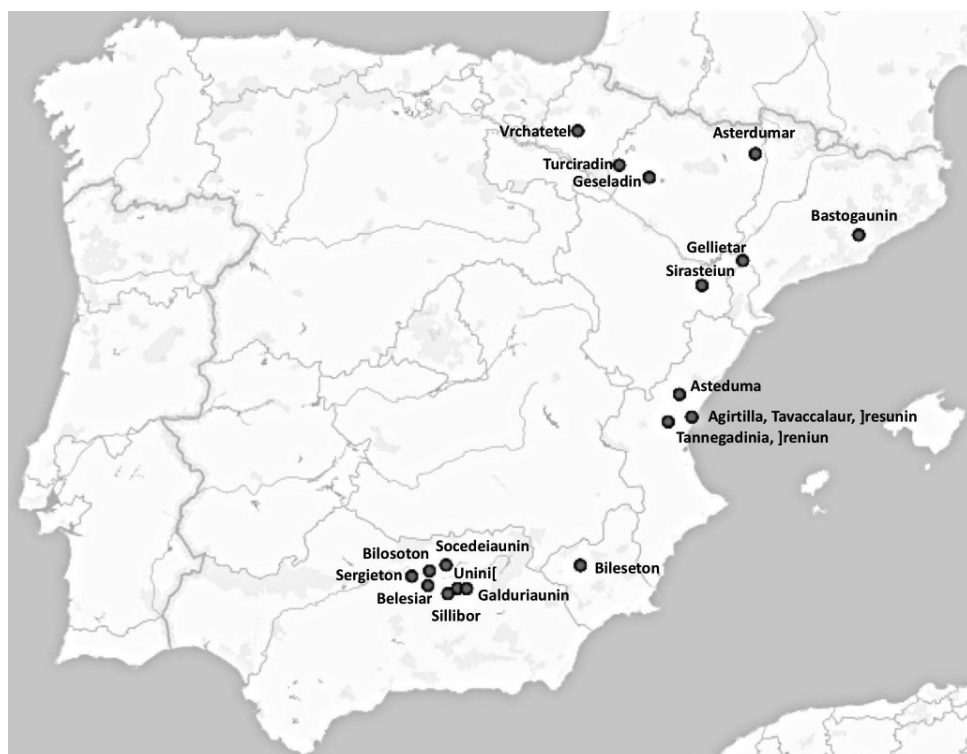 Vrchatetel
Asterdumar
Turciradin
Geseladin
Bastogaunin
Gellietar
Sirasteiun
Asteduma
Agirtilla, Tavaccalaur, ]resunin
Tannegadinia, ]reniun
Socedeiaunin
Bilosoton
Bileseton
Unini[
Sergieton
Galduriaunin
Belesiar
Sillibor